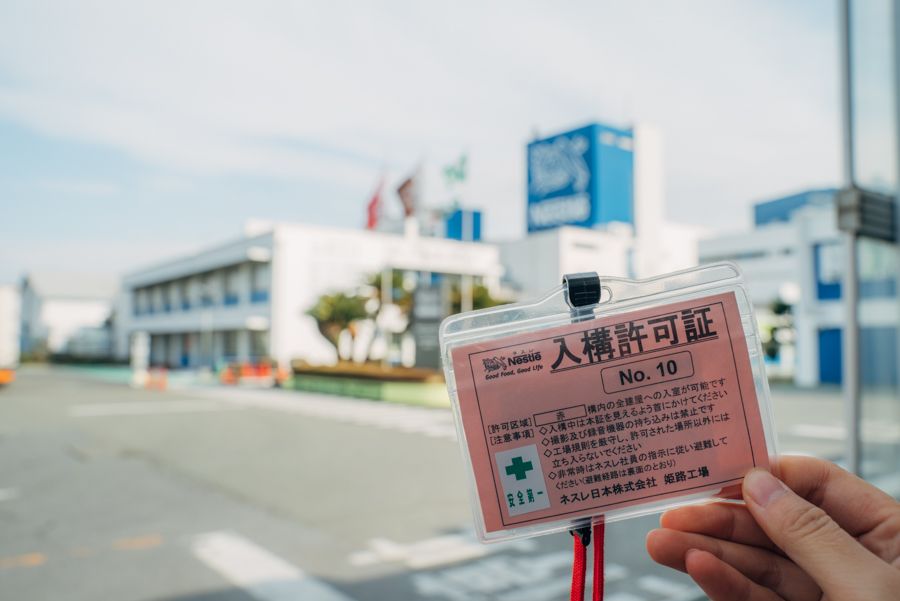 Nestlé
ネスレ
Nestlé
Good Food, Good Life
入構許可証
No. 10
[許可区域] 赤 構内の全建屋への入室が可能です
[注意事項] ◇入構中は本証を見えるよう首にかけてください
◇撮影及び録音機器の持ち込みは禁止です
◇工場規則を厳守し、許可された場所以外には
立ち入らないでください
◇非常時はネスレ社員の指示に従い避難して
ください(避難経路は裏面のとおり)
安全第一
ネスレ日本株式会社 姫路工場